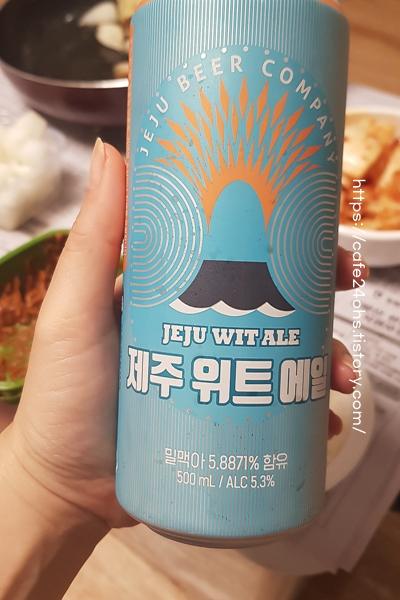 JEJU BEER COMPANY
JEJU WIT ALE
제주 위트 에일
밀맥아 5.8871% 함유
500 mL / ALC 5.3%
https://cafe24ohs.tistory.com/